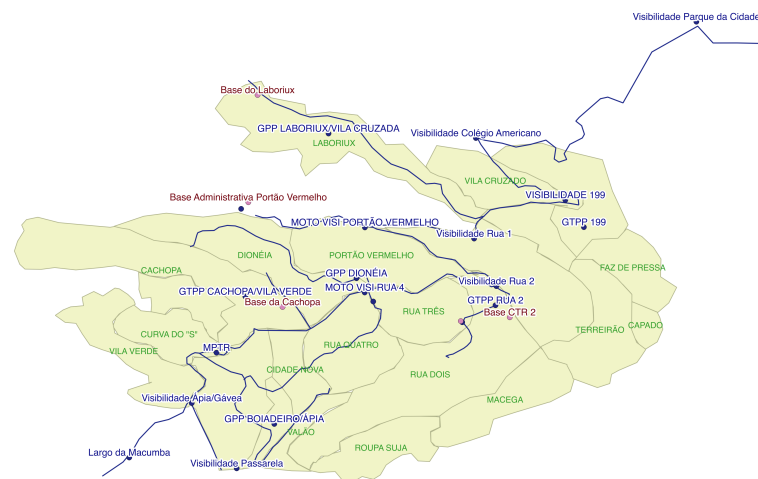 Visibilidade Parque da Cidade
Base do Laboriux
GPP LABORIUX/VILA CRUZADA
Visibilidade Colégio Americano
LABORIUX
VILA CRUZADO
Base Administrativa Portão Vermelho
VISIBILIDADE 199
MOTO VISI PORTÃO VERMELHO
GTPP 199
Visibilidade Rua 1
DIONÉIA
PORTÃO VERMELHO
CACHOPA
GPP DIONÉIA
FAZ DE PRESSA
Visibilidade Rua 2
GTPP CACHOPA/VILA VERDE
MOTO VISI RUA 4
Base da Cachopa
GTPP RUA 2
RUA TRÊS
Base CTR 2
CURVA DO "S"
TERREIRÃO
CAPADO
VILA VERDE
MPTR
RUA QUATRO
CIDADE NOVA
RUA DOIS
Visibilidade Apia/Gávea
MACEGA
GPP BOIADEIRO/APIA
VALÃO
ROUPA SUJA
Largo da Macumba
Visibilidade Passarela